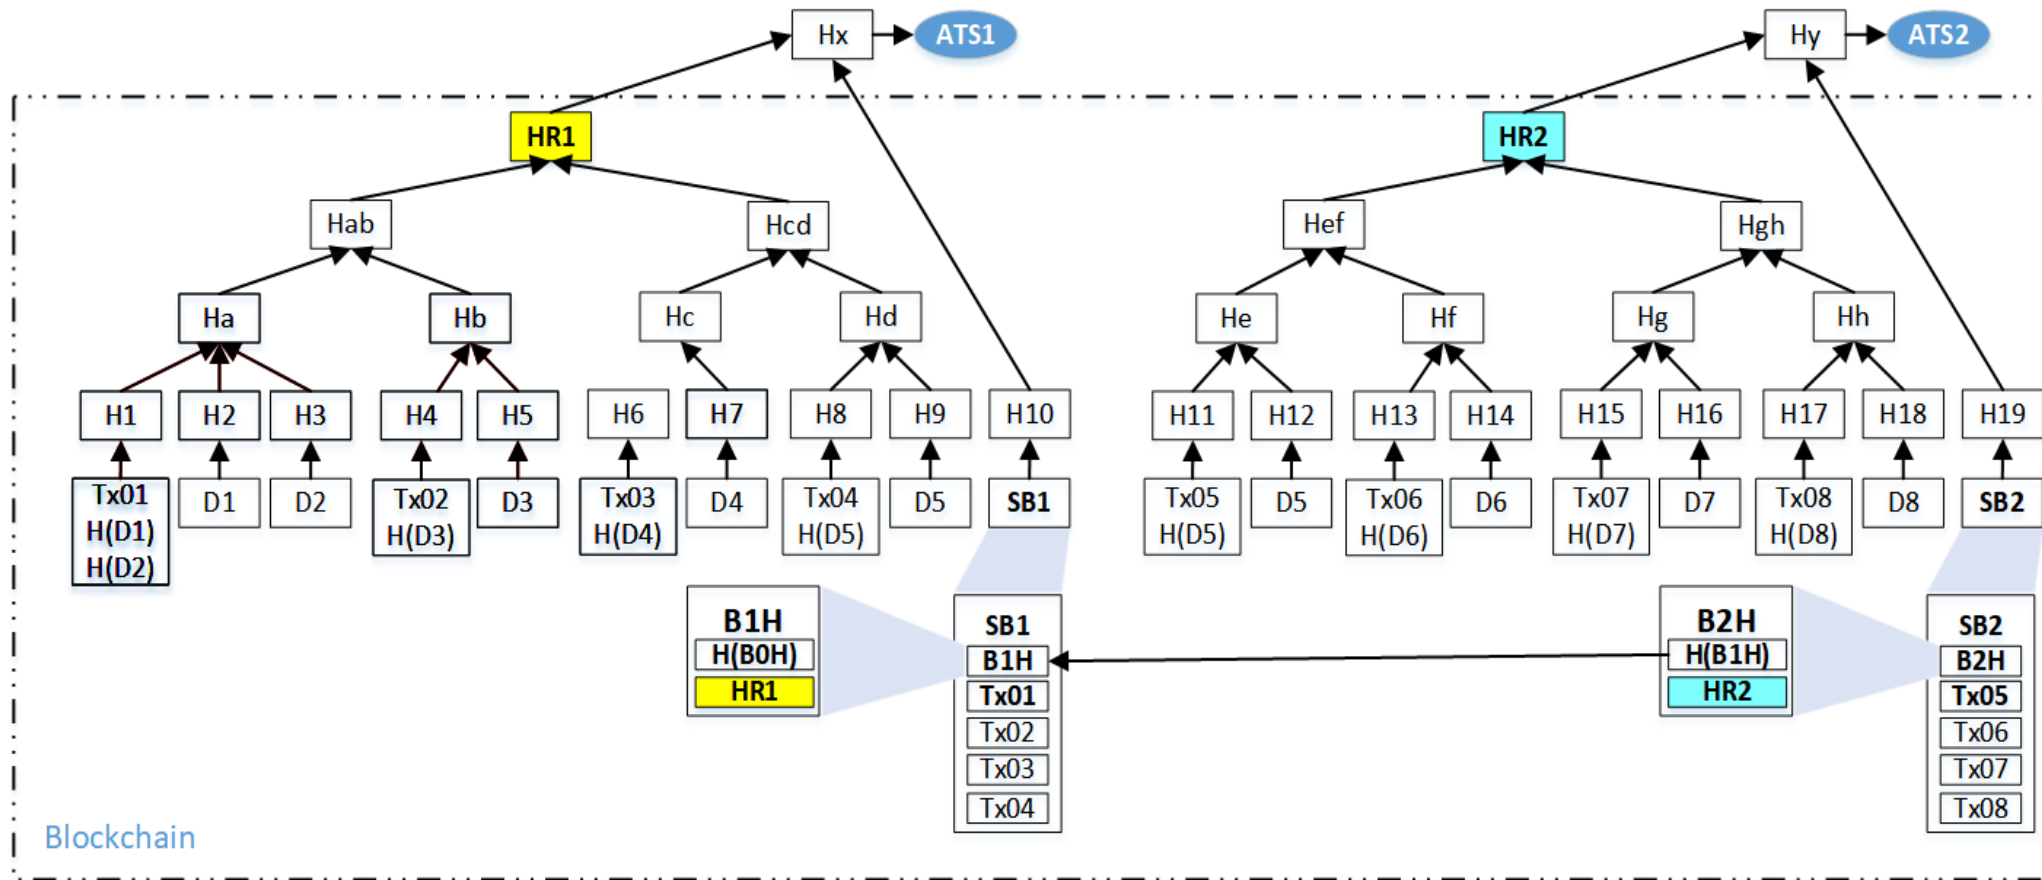 Hx
ATS1
Hy
ATS2
HR1
HR2
Hab
Hcd
Hef
Hgh
Ha
Hb
Hc
Hd
He
Hf
Hg
Hh
H1
H2
H3
H4
H5
H6
H7
H8
H9
H10
H11
H12
H13
H14
H15
H16
H17
H18
H19
Tx01
H(D1)
H(D2)
D1
D2
Tx02
H(D3)
D3
Tx03
H(D4)
D4
Tx04
H(D5)
D5
SB1
Tx05
H(D5)
D5
Tx06
H(D6)
D6
Tx07
H(D7)
D7
Tx08
H(D8)
D8
SB2
B1H
H(B0H)
HR1
SB1
B1H
Tx01
Tx02
Tx03
Tx04
B2H
H(B1H)
HR2
SB2
B2H
Tx05
Tx06
Tx07
Tx08
Blockchain